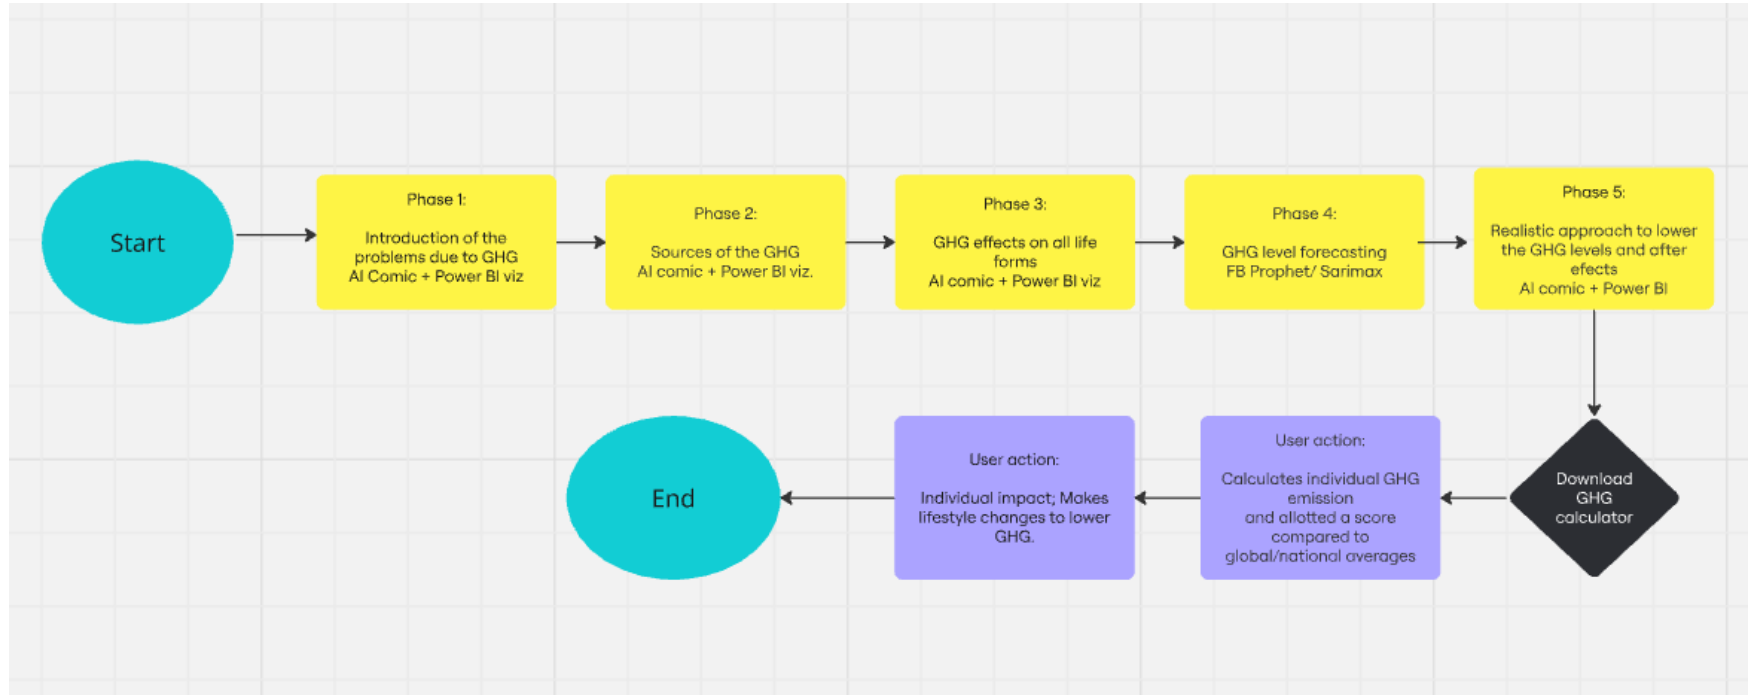 Start
Phase 1:
Introduction of the
problems due to GHG
AI Comic + Power BI viz
Phase 2:
Sources of the GHG
AI comic + Power BI viz.
Phase 3:
GHG effects on all life
forms
AI comic + Power BI viz
Phase 4:
GHG level forecasting
FB Prophet/ Sarimax
Phase 5:
Realistic approach to lower
the GHG levels and after
efects
AI comic + Power BI
Download
GHG
calculator
User action:
Calculates individual GHG
emission
and allotted a score
compared to
global/national averages
User action:
Individual impact; Makes
lifestyle changes to lower
GHG.
End